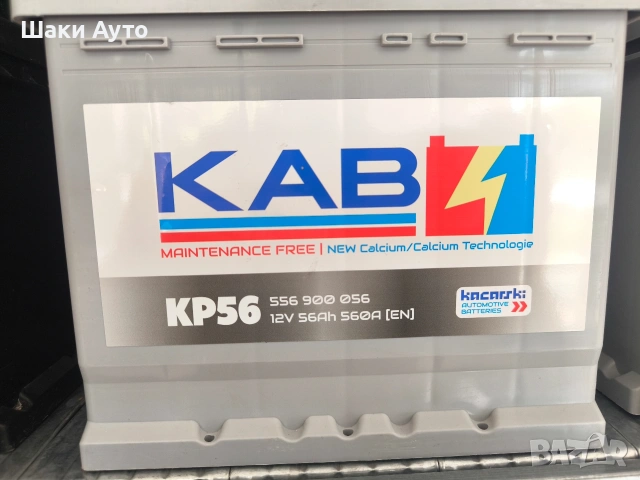 Шаки Ауто
KAB
MAINTENANCE FREE | NEW Calcium/Calcium Technologie
KP56
556 900 056
12V 56Ah 560A [EN]
kacarski
AUTOMOTIVE
BATTERIES
BAZAR